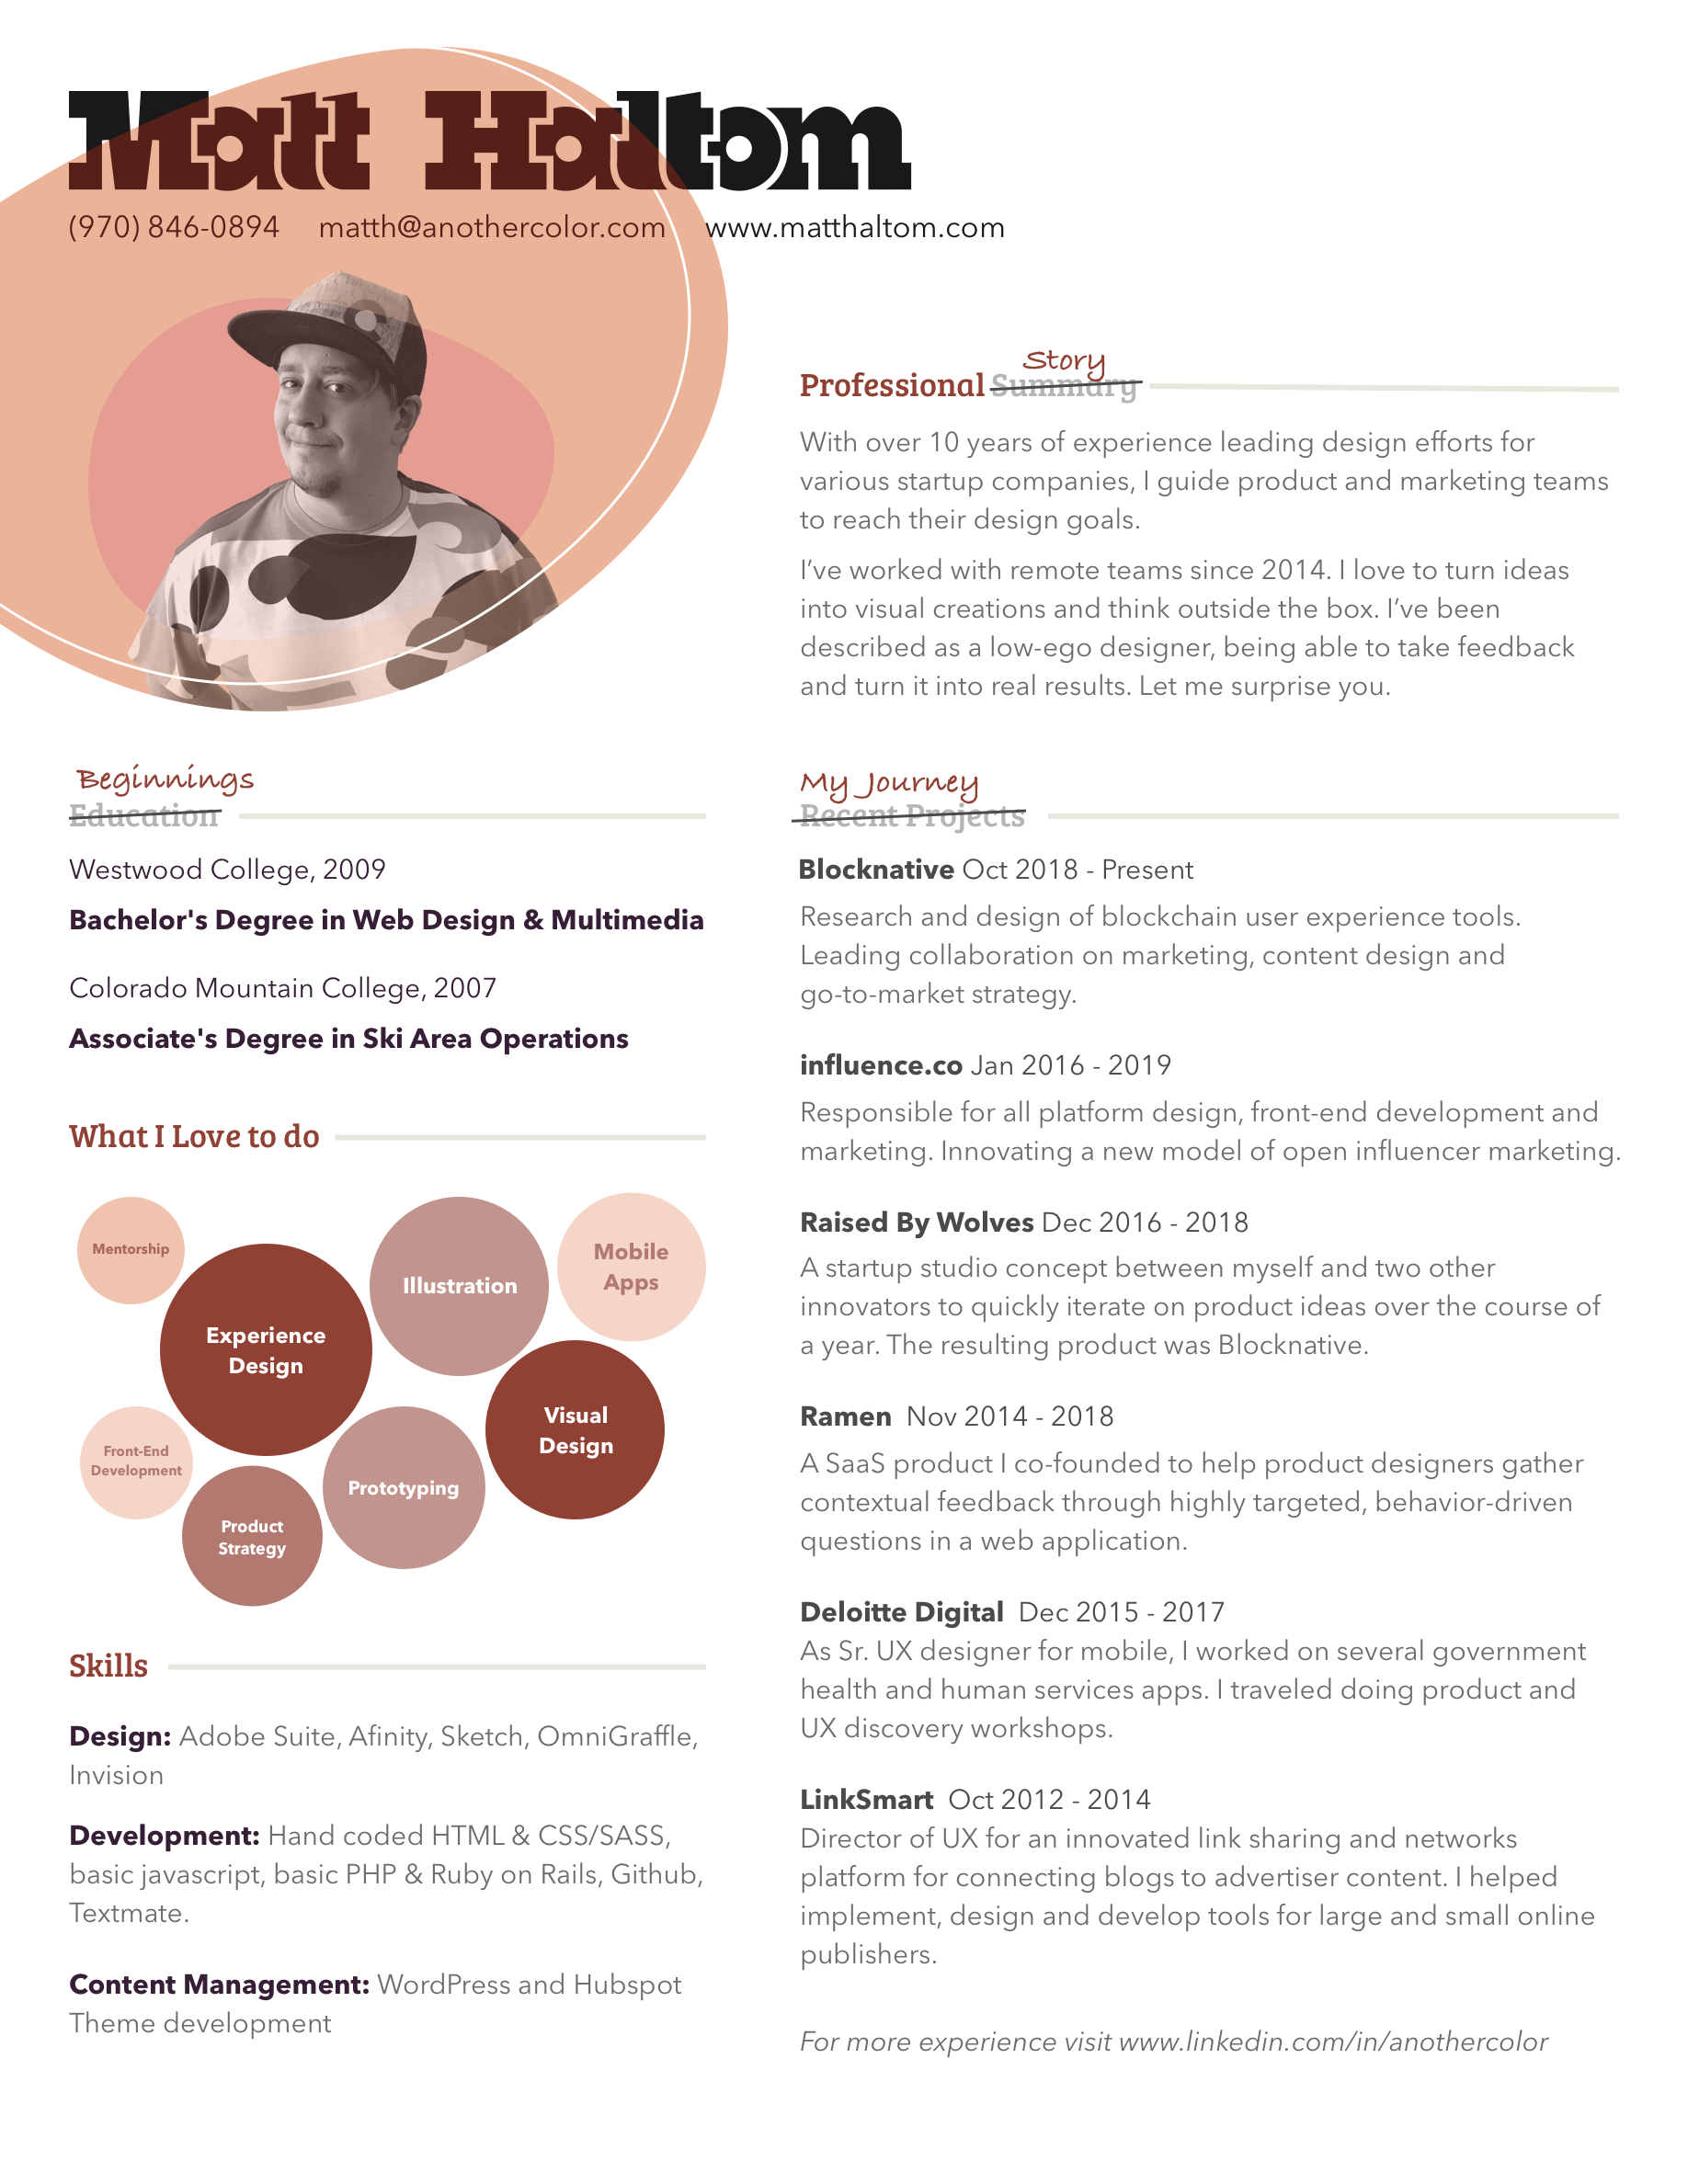 Matt Haltom
(970) 846-0894 matth@anothercolor.com www.matthaltom.com
Story
Professional Summary
With over 10 years of experience leading design efforts for
various startup companies, I guide product and marketing teams
to reach their design goals.
I’ve worked with remote teams since 2014. I love to turn ideas
into visual creations and think outside the box. I’ve been
described as a low-ego designer, being able to take feedback
and turn it into real results. Let me surprise you.
Beginnings
Education
Westwood College, 2009
Bachelor's Degree in Web Design & Multimedia
Colorado Mountain College, 2007
Associate's Degree in Ski Area Operations
What I Love to do
Mentorship
Experience
Design
Illustration
Mobile
Apps
Visual
Design
Front-End
Development
Product
Strategy
Prototyping
Skills
Design: Adobe Suite, Afinity, Sketch, OmniGraffle,
Invision
Development: Hand coded HTML & CSS/SASS,
basic javascript, basic PHP & Ruby on Rails, Github,
Textmate.
Content Management: WordPress and Hubspot
Theme development
My Journey
Recent Projects
Blocknative Oct 2018 - Present
Research and design of blockchain user experience tools.
Leading collaboration on marketing, content design and
go-to-market strategy.
influence.co Jan 2016 - 2019
Responsible for all platform design, front-end development and
marketing. Innovating a new model of open influencer marketing.
Raised By Wolves Dec 2016 - 2018
A startup studio concept between myself and two other
innovators to quickly iterate on product ideas over the course of
a year. The resulting product was Blocknative.
Ramen Nov 2014 - 2018
A SaaS product I co-founded to help product designers gather
contextual feedback through highly targeted, behavior-driven
questions in a web application.
Deloitte Digital Dec 2015 - 2017
As Sr. UX designer for mobile, I worked on several government
health and human services apps. I traveled doing product and
UX discovery workshops.
LinkSmart Oct 2012 - 2014
Director of UX for an innovated link sharing and networks
platform for connecting blogs to advertiser content. I helped
implement, design and develop tools for large and small online
publishers.
For more experience visit www.linkedin.com/in/anothercolor